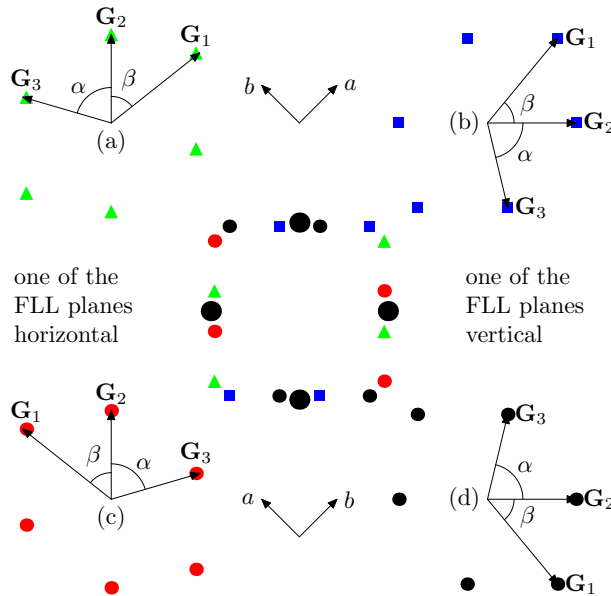 G₂
G₁
G₃
α
β
(a)
b
a
G₁
(b)
β
G₂
α
G₃
one of the
FLL planes
horizontal
one of the
FLL planes
vertical
G₂
G₁
β
α
G₃
(c)
a
b
G₃
α
(d)
G₂
β
G₁